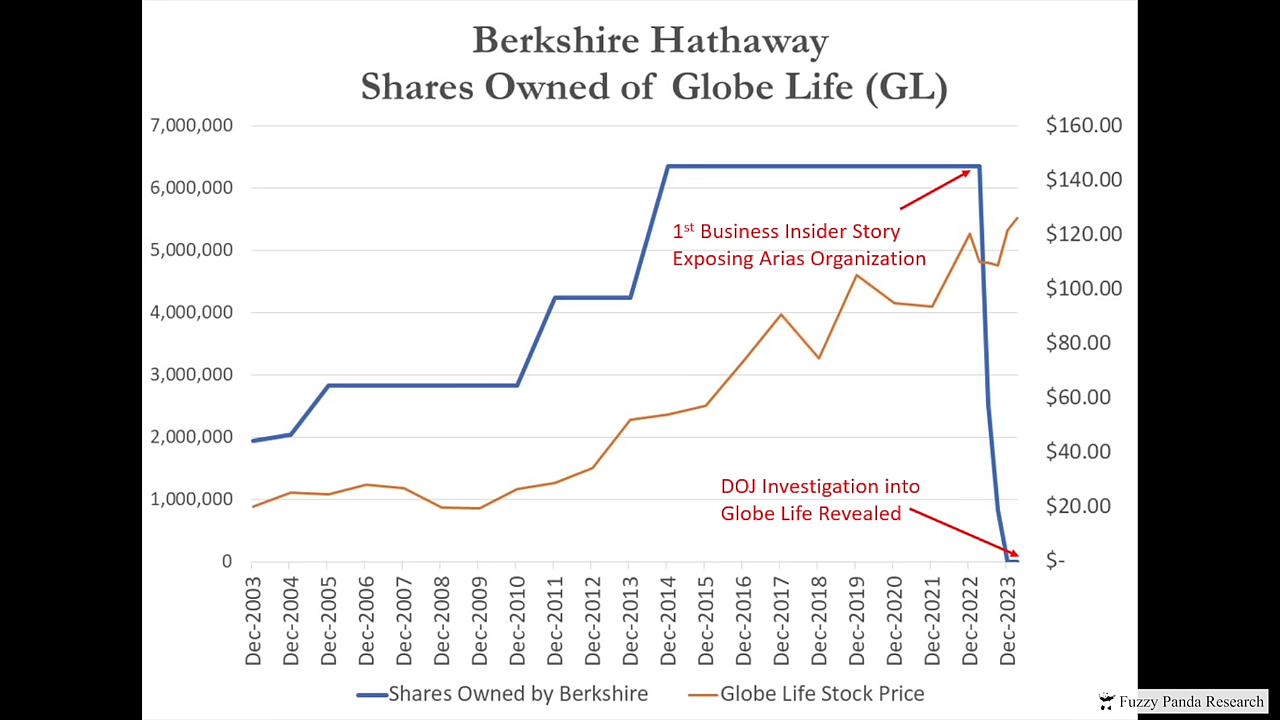 Berkshire Hathaway
Shares Owned of Globe Life (GL)
7,000,000
6,000,000
5,000,000
4,000,000
3,000,000
2,000,000
1,000,000
0
$160.00
$140.00
$120.00
$100.00
$80.00
$60.00
$40.00
$20.00
$-
1st Business Insider Story
Exposing Arias Organization
DOJ Investigation into
Globe Life Revealed
Dec-2003
Dec-2004
Dec-2005
Dec-2006
Dec-2007
Dec-2008
Dec-2009
Dec-2010
Dec-2011
Dec-2012
Dec-2013
Dec-2014
Dec-2015
Dec-2016
Dec-2017
Dec-2018
Dec-2019
Dec-2020
Dec-2021
Dec-2022
Dec-2023
Shares Owned by Berkshire
Globe Life Stock Price
Fuzzy Panda Research